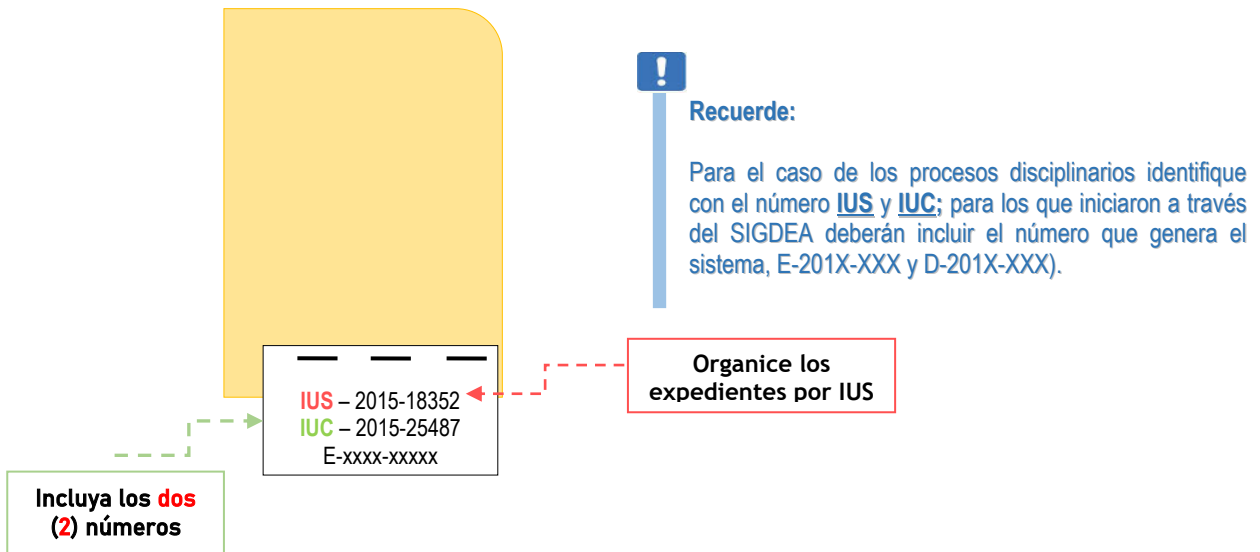 !
Recuerde:
Para el caso de los procesos disciplinarios identifique
con el número IUS y IUC; para los que iniciaron a través
del SIGDEA deberán incluir el número que genera el
sistema, E-201X-XXX y D-201X-XXX).
Organice los
expedientes por IUS
IUS – 2015-18352
IUC – 2015-25487
E-xxxx-xxxxx
Incluya los dos
(2) números